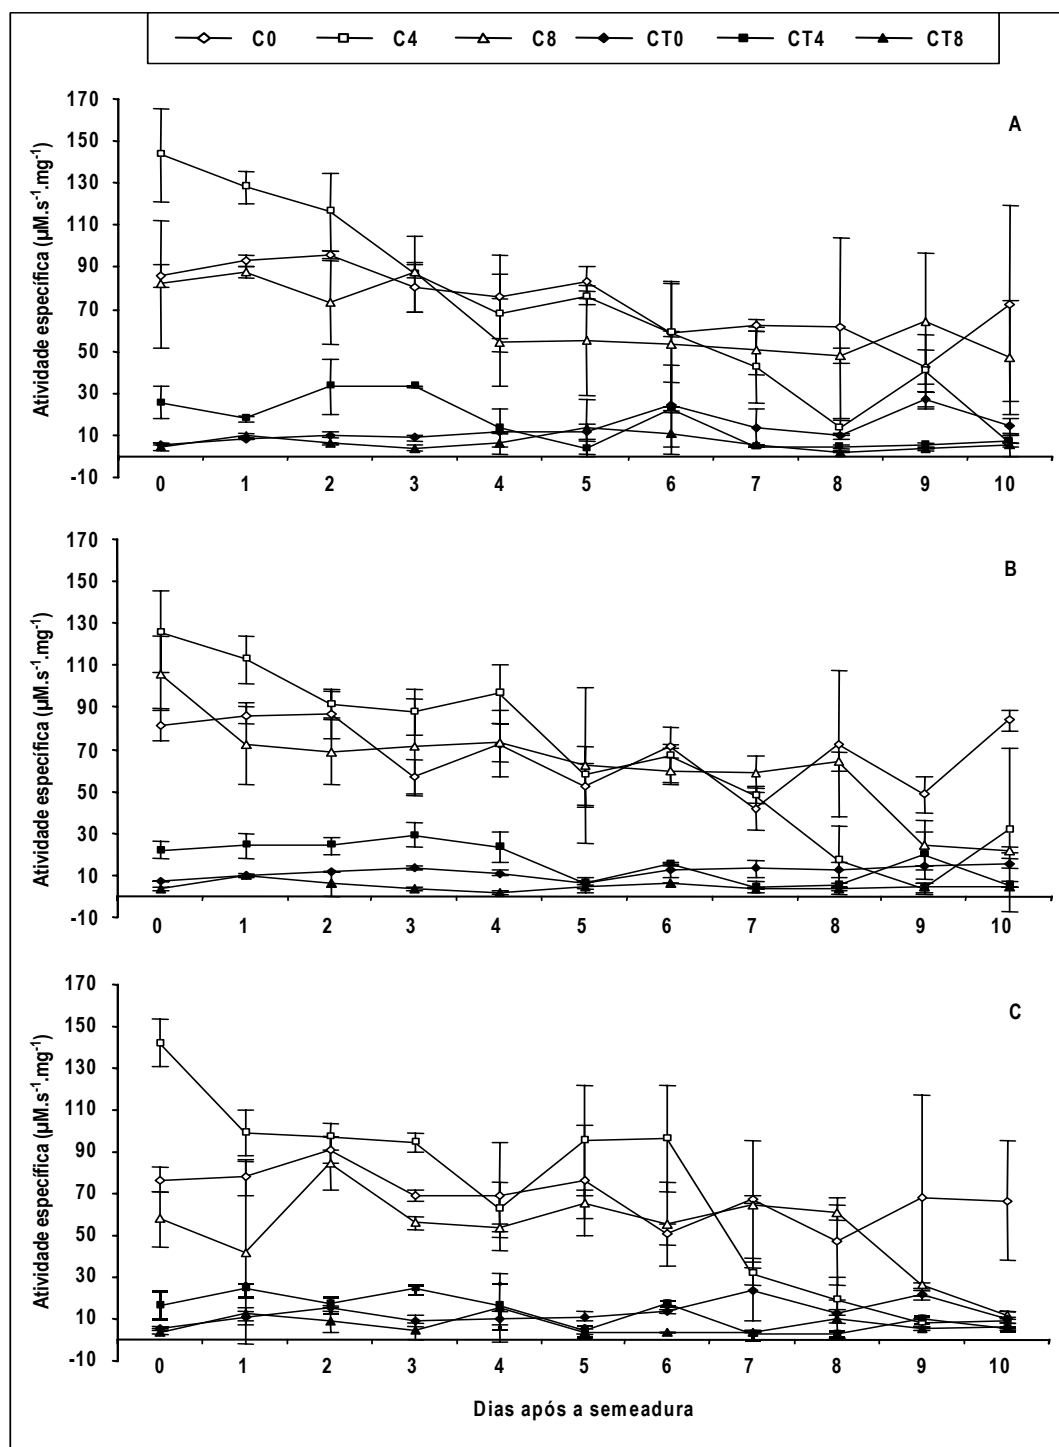 C0 C4 C8 CT0 CT4 CT8
A
Atividade específica (µM.s⁻¹.mg⁻¹)
170
150
130
110
90
70
50
30
10
-10
0 1 2 3 4 5 6 7 8 9 10
B
Atividade específica (µM.s⁻¹.mg⁻¹)
170
150
130
110
90
70
50
30
10
-10
0 1 2 3 4 5 6 7 8 9 10
C
Atividade específica (µM.s⁻¹.mg⁻¹)
170
150
130
110
90
70
50
30
10
-10
0 1 2 3 4 5 6 7 8 9 10
Dias após a semeadura